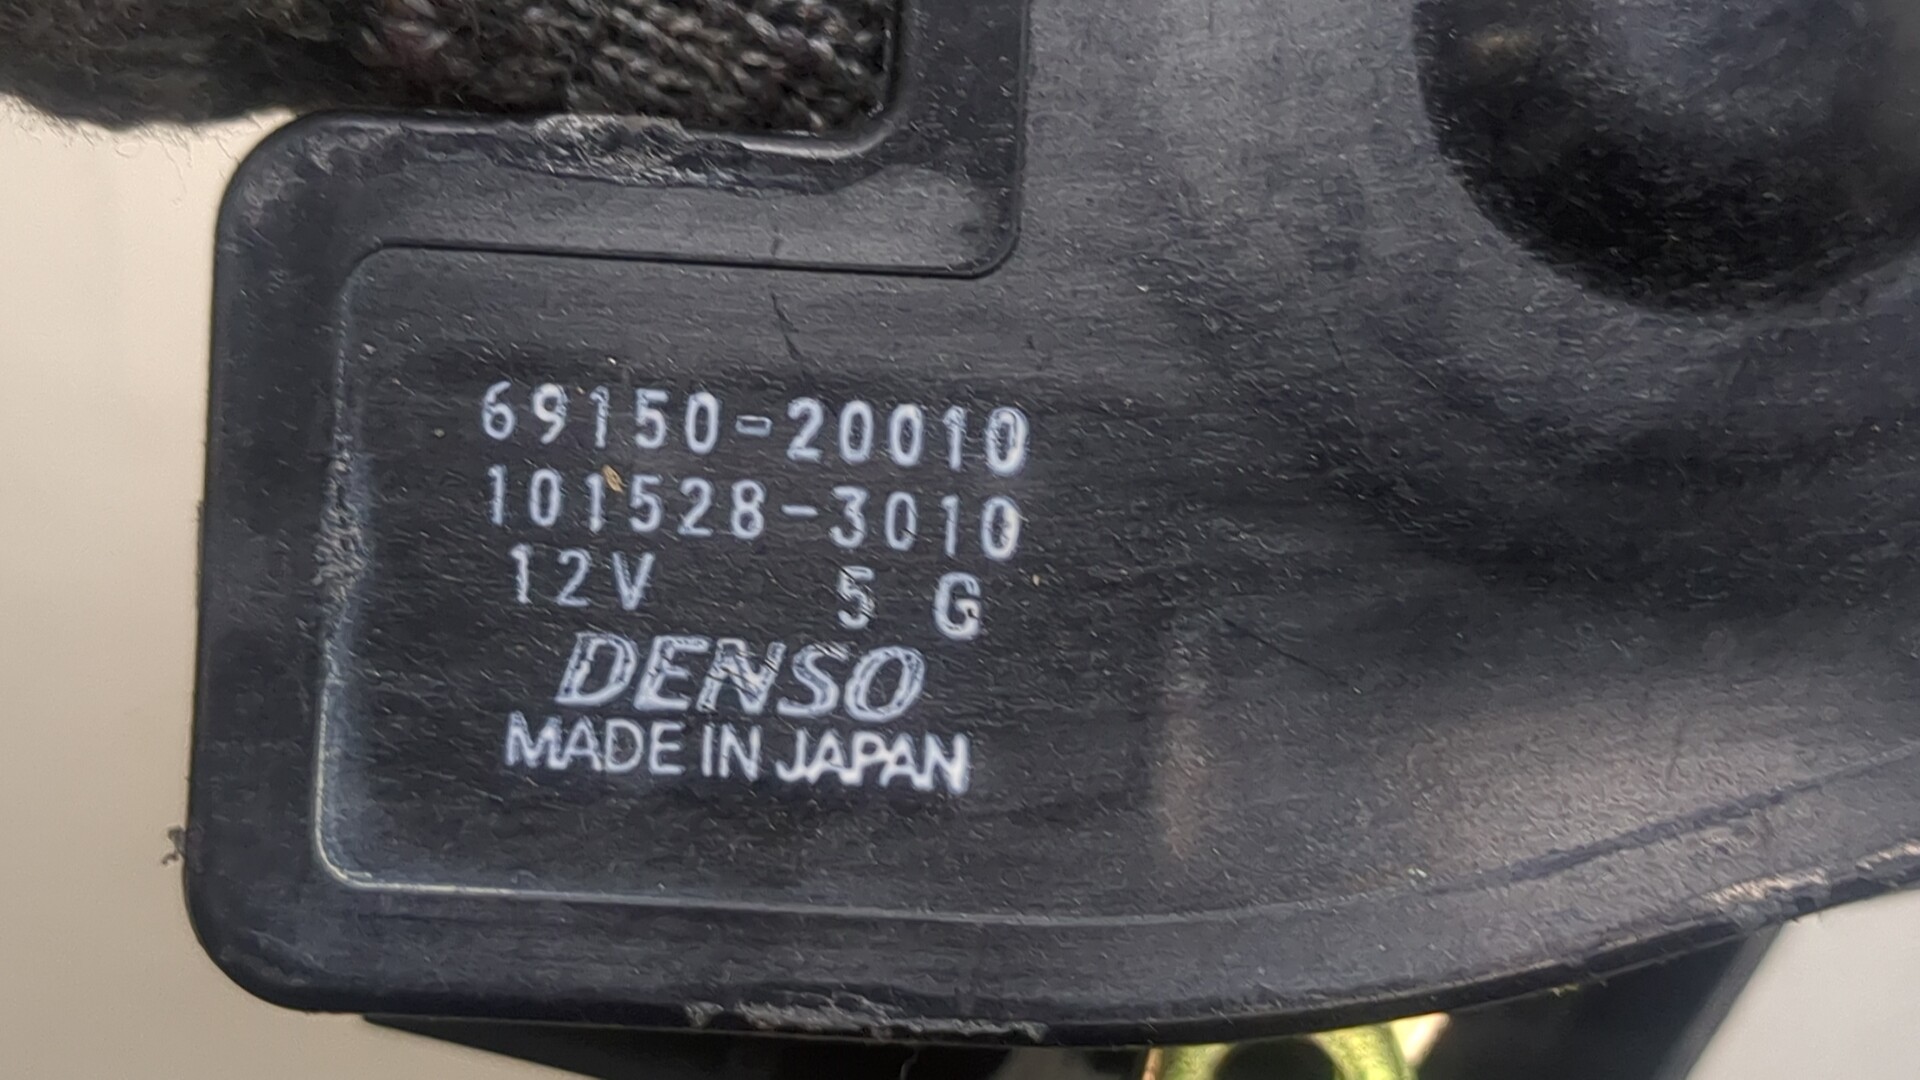 69150-20010
101528-3010
12V 5 G
DENSO
MADE IN JAPAN